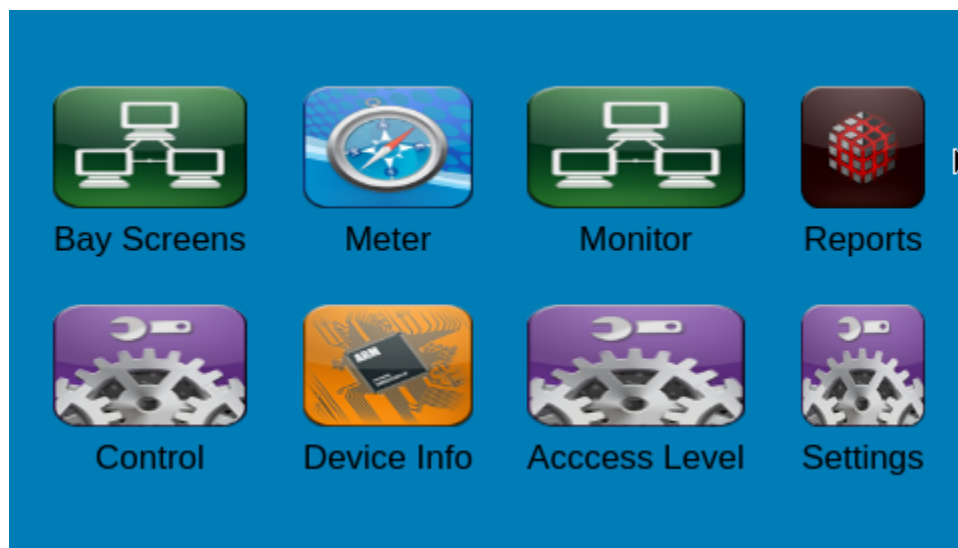 Bay Screens
Meter
Monitor
Reports
ARM
Control
Device Info
Acccess Level
Settings